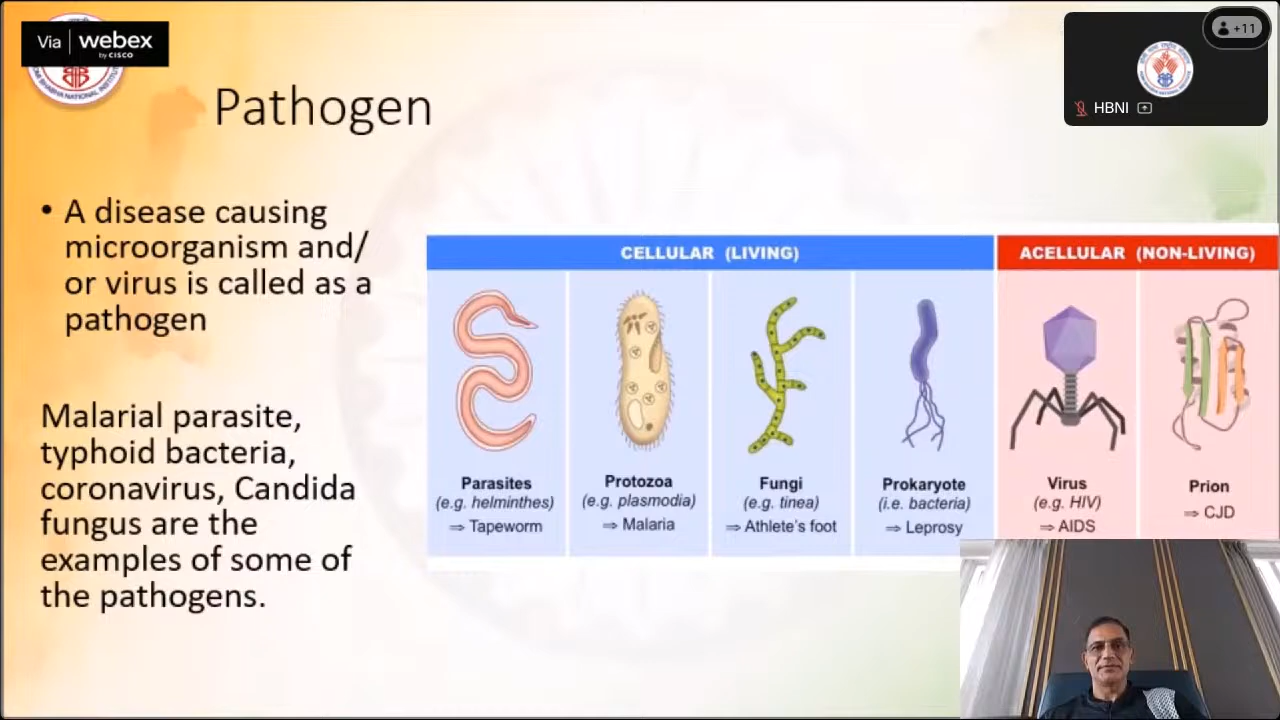 Via webex
by CISCO
+11
HBNI
Pathogen
• A disease causing
microorganism and/
or virus is called as a
pathogen
Malarial parasite,
typhoid bacteria,
coronavirus, Candida
fungus are the
examples of some of
the pathogens.
CELLULAR (LIVING)
ACELLULAR (NON-LIVING)
Parasites
(e.g. helminthes)
⇒ Tapeworm
Protozoa
(e.g. plasmodia)
⇒ Malaria
Fungi
(e.g. tinea)
⇒ Athlete's foot
Prokaryote
(i.e. bacteria)
⇒ Leprosy
Virus
(e.g. HIV)
⇒ AIDS
Prion
⇒ CJD